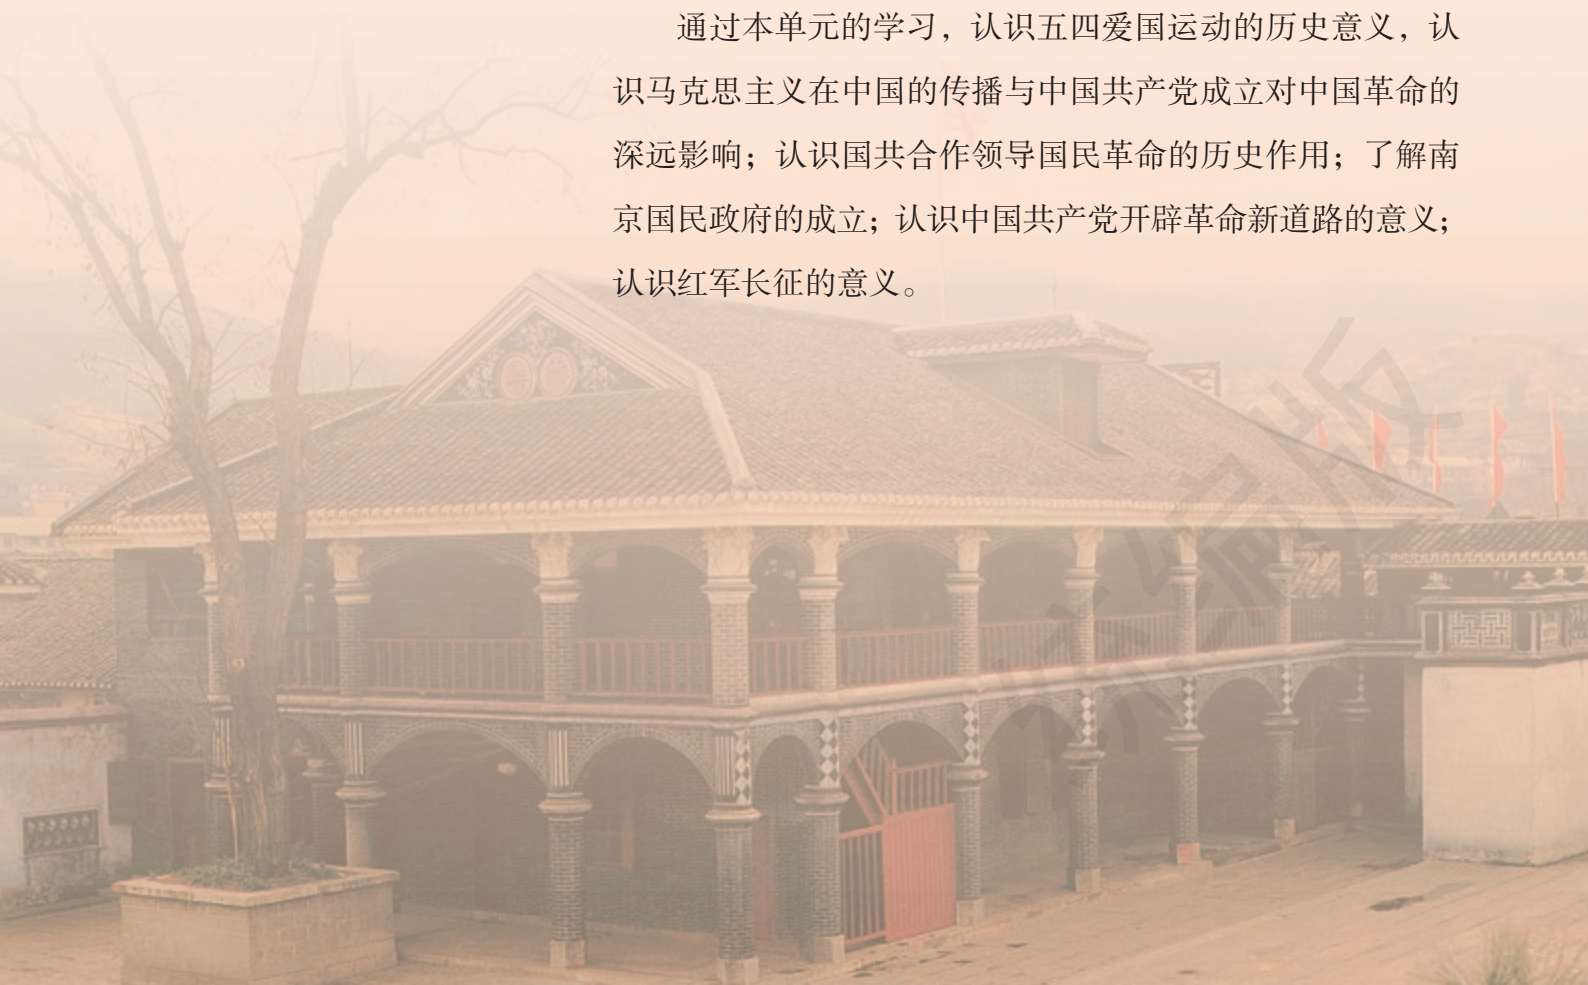 通过本单元的学习，认识五四爱国运动的历史意义，认
识马克思主义在中国的传播与中国共产党成立对中国革命的
深远影响；认识国共合作领导国民革命的历史作用；了解南
京国民政府的成立；认识中国共产党开辟革命新道路的意义；
认识红军长征的意义。
统编版